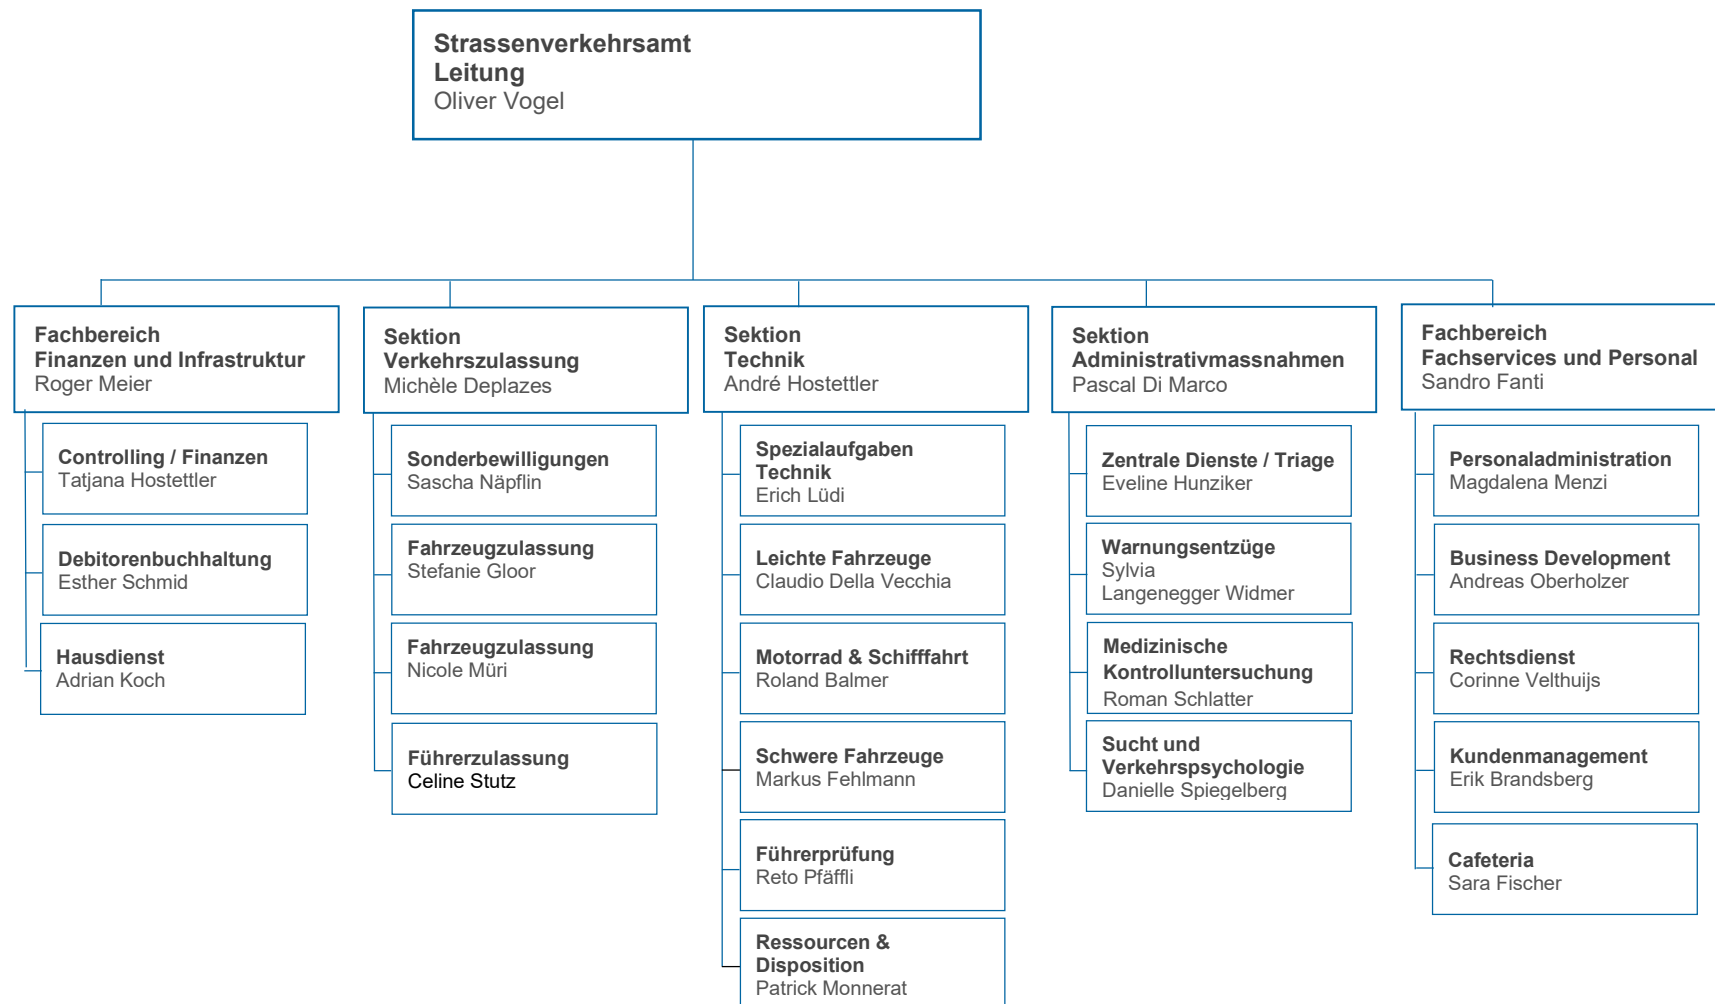 Strassenverkehrsamt
Leitung
Oliver Vogel
Fachbereich
Finanzen und Infrastruktur
Roger Meier
Controlling / Finanzen
Tatjana Hostettler
Debitorenbuchhaltung
Esther Schmid
Hausdienst
Adrian Koch
Sektion
Verkehrszulassung
Michèle Deplazes
Sonderbewilligungen
Sascha Näpflin
Fahrzeugzulassung
Stefanie Gloor
Fahrzeugzulassung
Nicole Müri
Führerzulassung
Celine Stutz
Sektion
Technik
André Hostettler
Spezialaufgaben
Technik
Erich Lüdi
Leichte Fahrzeuge
Claudio Della Vecchia
Motorrad & Schifffahrt
Roland Balmer
Schwere Fahrzeuge
Markus Fehlmann
Führerprüfung
Reto Pfäffli
Ressourcen &
Disposition
Patrick Monnerat
Sektion
Administrativmassnahmen
Pascal Di Marco
Zentrale Dienste / Triage
Eveline Hunziker
Warnungsentzüge
Sylvia
Langenegger Widmer
Medizinische
Kontrolluntersuchung
Roman Schlatter
Sucht und
Verkehrspsychologie
Danielle Spiegelberg
Fachbereich
Fachservices und Personal
Sandro Fanti
Personaladministration
Magdalena Menzi
Business Development
Andreas Oberholzer
Rechtsdienst
Corinne Velthuijs
Kundenmanagement
Erik Brandsberg
Cafeteria
Sara Fischer